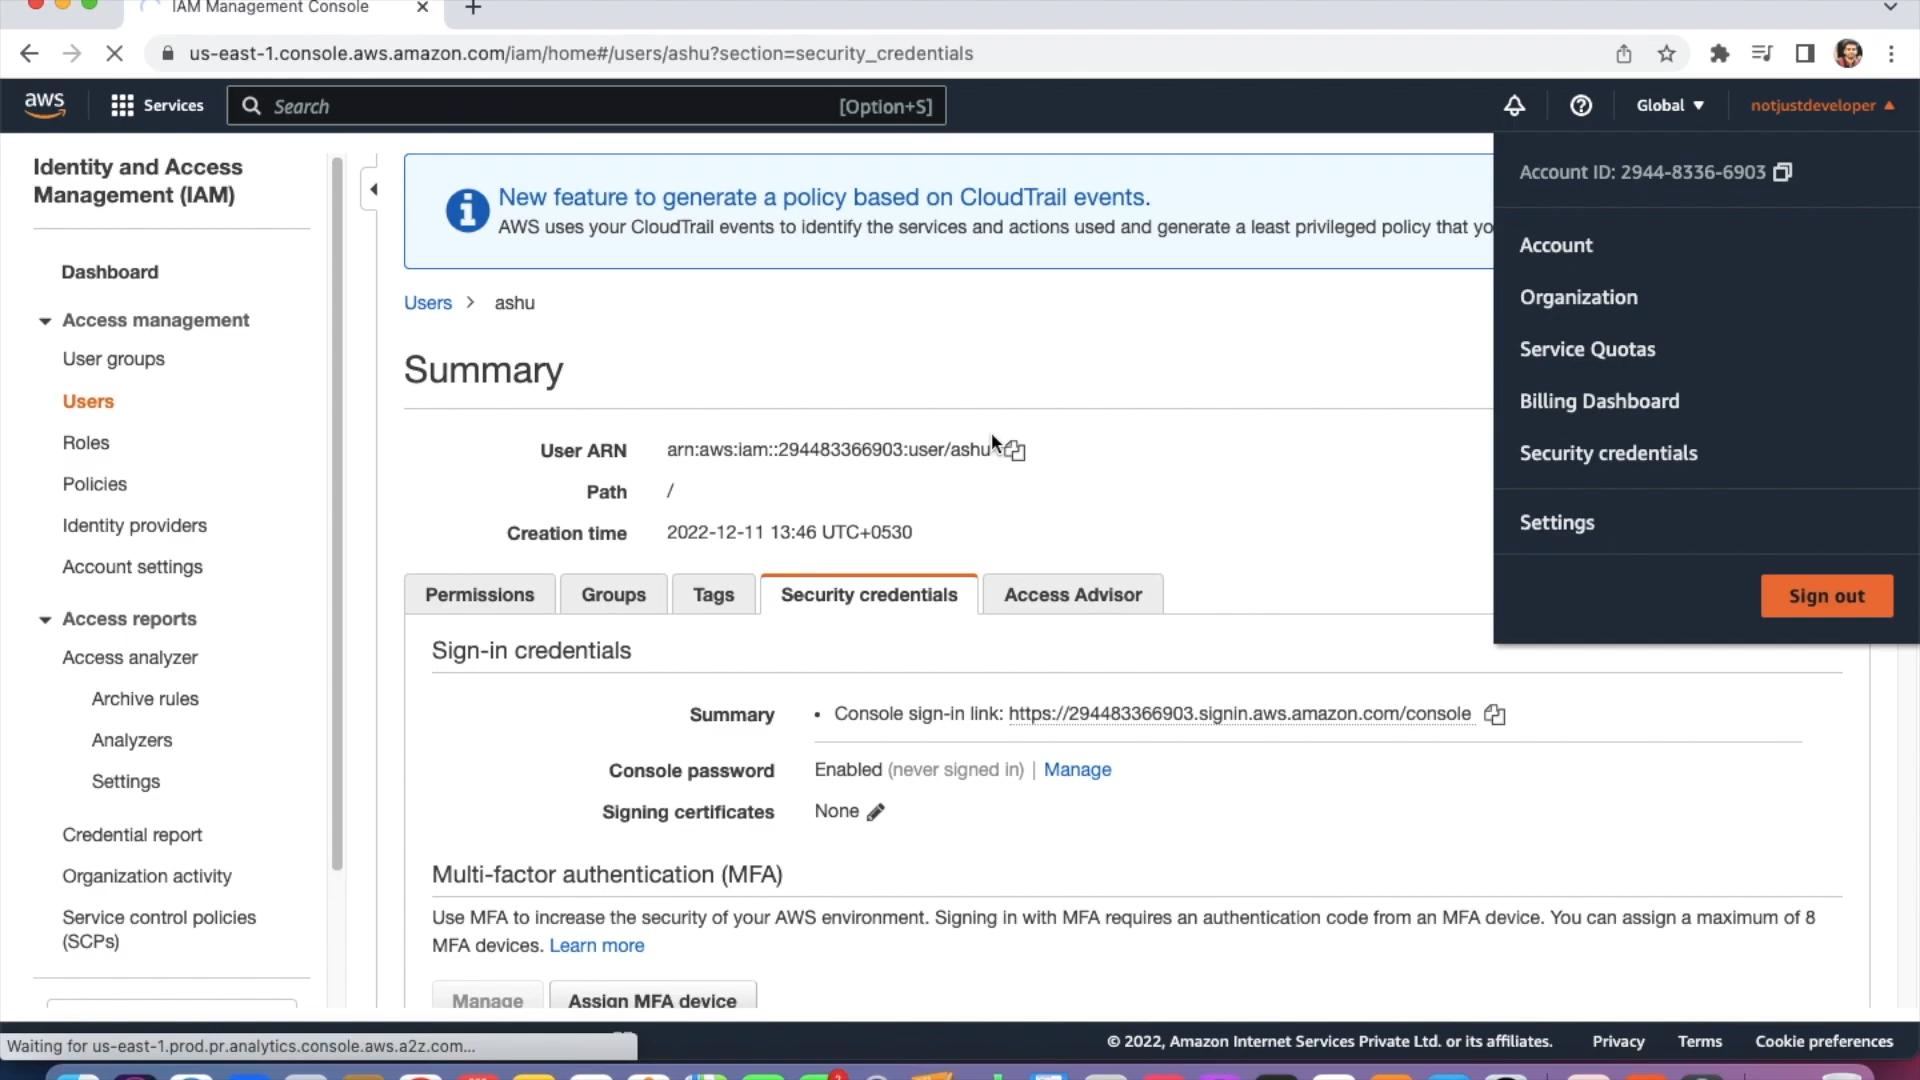 IAM Management Console
us-east-1.console.aws.amazon.com/iam/home#/users/ashu?section=security_credentials
aws
Services
Search
[Option+S]
Global
notjustdeveloper
Identity and Access
Management (IAM)
Dashboard
Access management
User groups
Users
Roles
Policies
Identity providers
Account settings
Access reports
Access analyzer
Archive rules
Analyzers
Settings
Credential report
Organization activity
Service control policies
(SCPs)
New feature to generate a policy based on CloudTrail events.
AWS uses your CloudTrail events to identify the services and actions used and generate a least privileged policy that yo
Users > ashu
Summary
User ARN arn:aws:iam::294483366903:user/ashu
Path /
Creation time 2022-12-11 13:46 UTC+0530
Permissions
Groups
Tags
Security credentials
Access Advisor
Sign-in credentials
Summary • Console sign-in link: https://294483366903.signin.aws.amazon.com/console
Console password Enabled (never signed in) | Manage
Signing certificates None
Multi-factor authentication (MFA)
Use MFA to increase the security of your AWS environment. Signing in with MFA requires an authentication code from an MFA device. You can assign a maximum of 8
MFA devices. Learn more
Manage
Assign MFA device
Account ID: 2944-8336-6903
Account
Organization
Service Quotas
Billing Dashboard
Security credentials
Settings
Sign out
Waiting for us-east-1.prod.pr.analytics.console.aws.a2z.com...
© 2022, Amazon Internet Services Private Ltd. or its affiliates.
Privacy
Terms
Cookie preferences